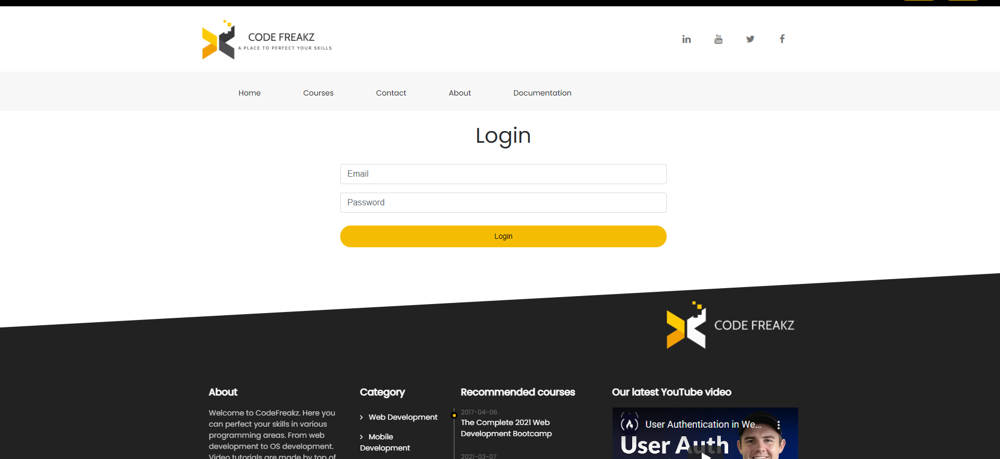 CODE FREAKZ
A PLACE TO PERFECT YOUR SKILLS
in
You
Tube
f
Home
Courses
Contact
About
Documentation
Login
Email
Password
Login
CODE FREAKZ
About
Welcome to CodeFreakz. Here you
can perfect your skills in various
programming areas. From web
development to OS development.
Video tutorials are made by top of
Category
Web Development
Mobile
Development
Recommended courses
2017-04-06
The Complete 2021 Web
Development Bootcamp
2021-03-07
Our latest YouTube video
User Authentication in We...
User Auth